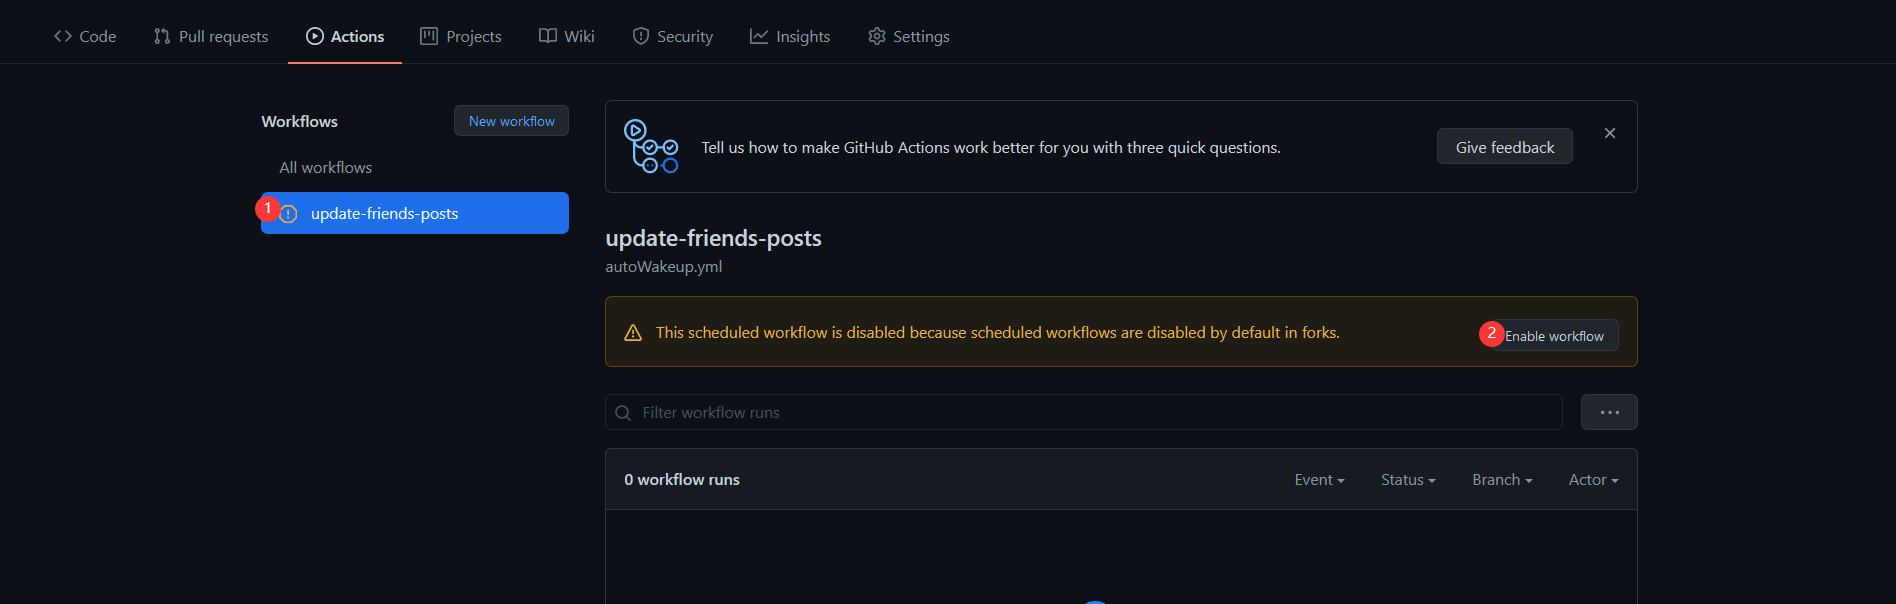 Code Pull requests Actions Projects Wiki Security Insights Settings
Workflows
New workflow
All workflows
1 update-friends-posts
Tell us how to make GitHub Actions work better for you with three quick questions.
Give feedback
update-friends-posts
autoWakeup.yml
This scheduled workflow is disabled because scheduled workflows are disabled by default in forks.
2 Enable workflow
Filter workflow runs
0 workflow runs
Event Status Branch Actor